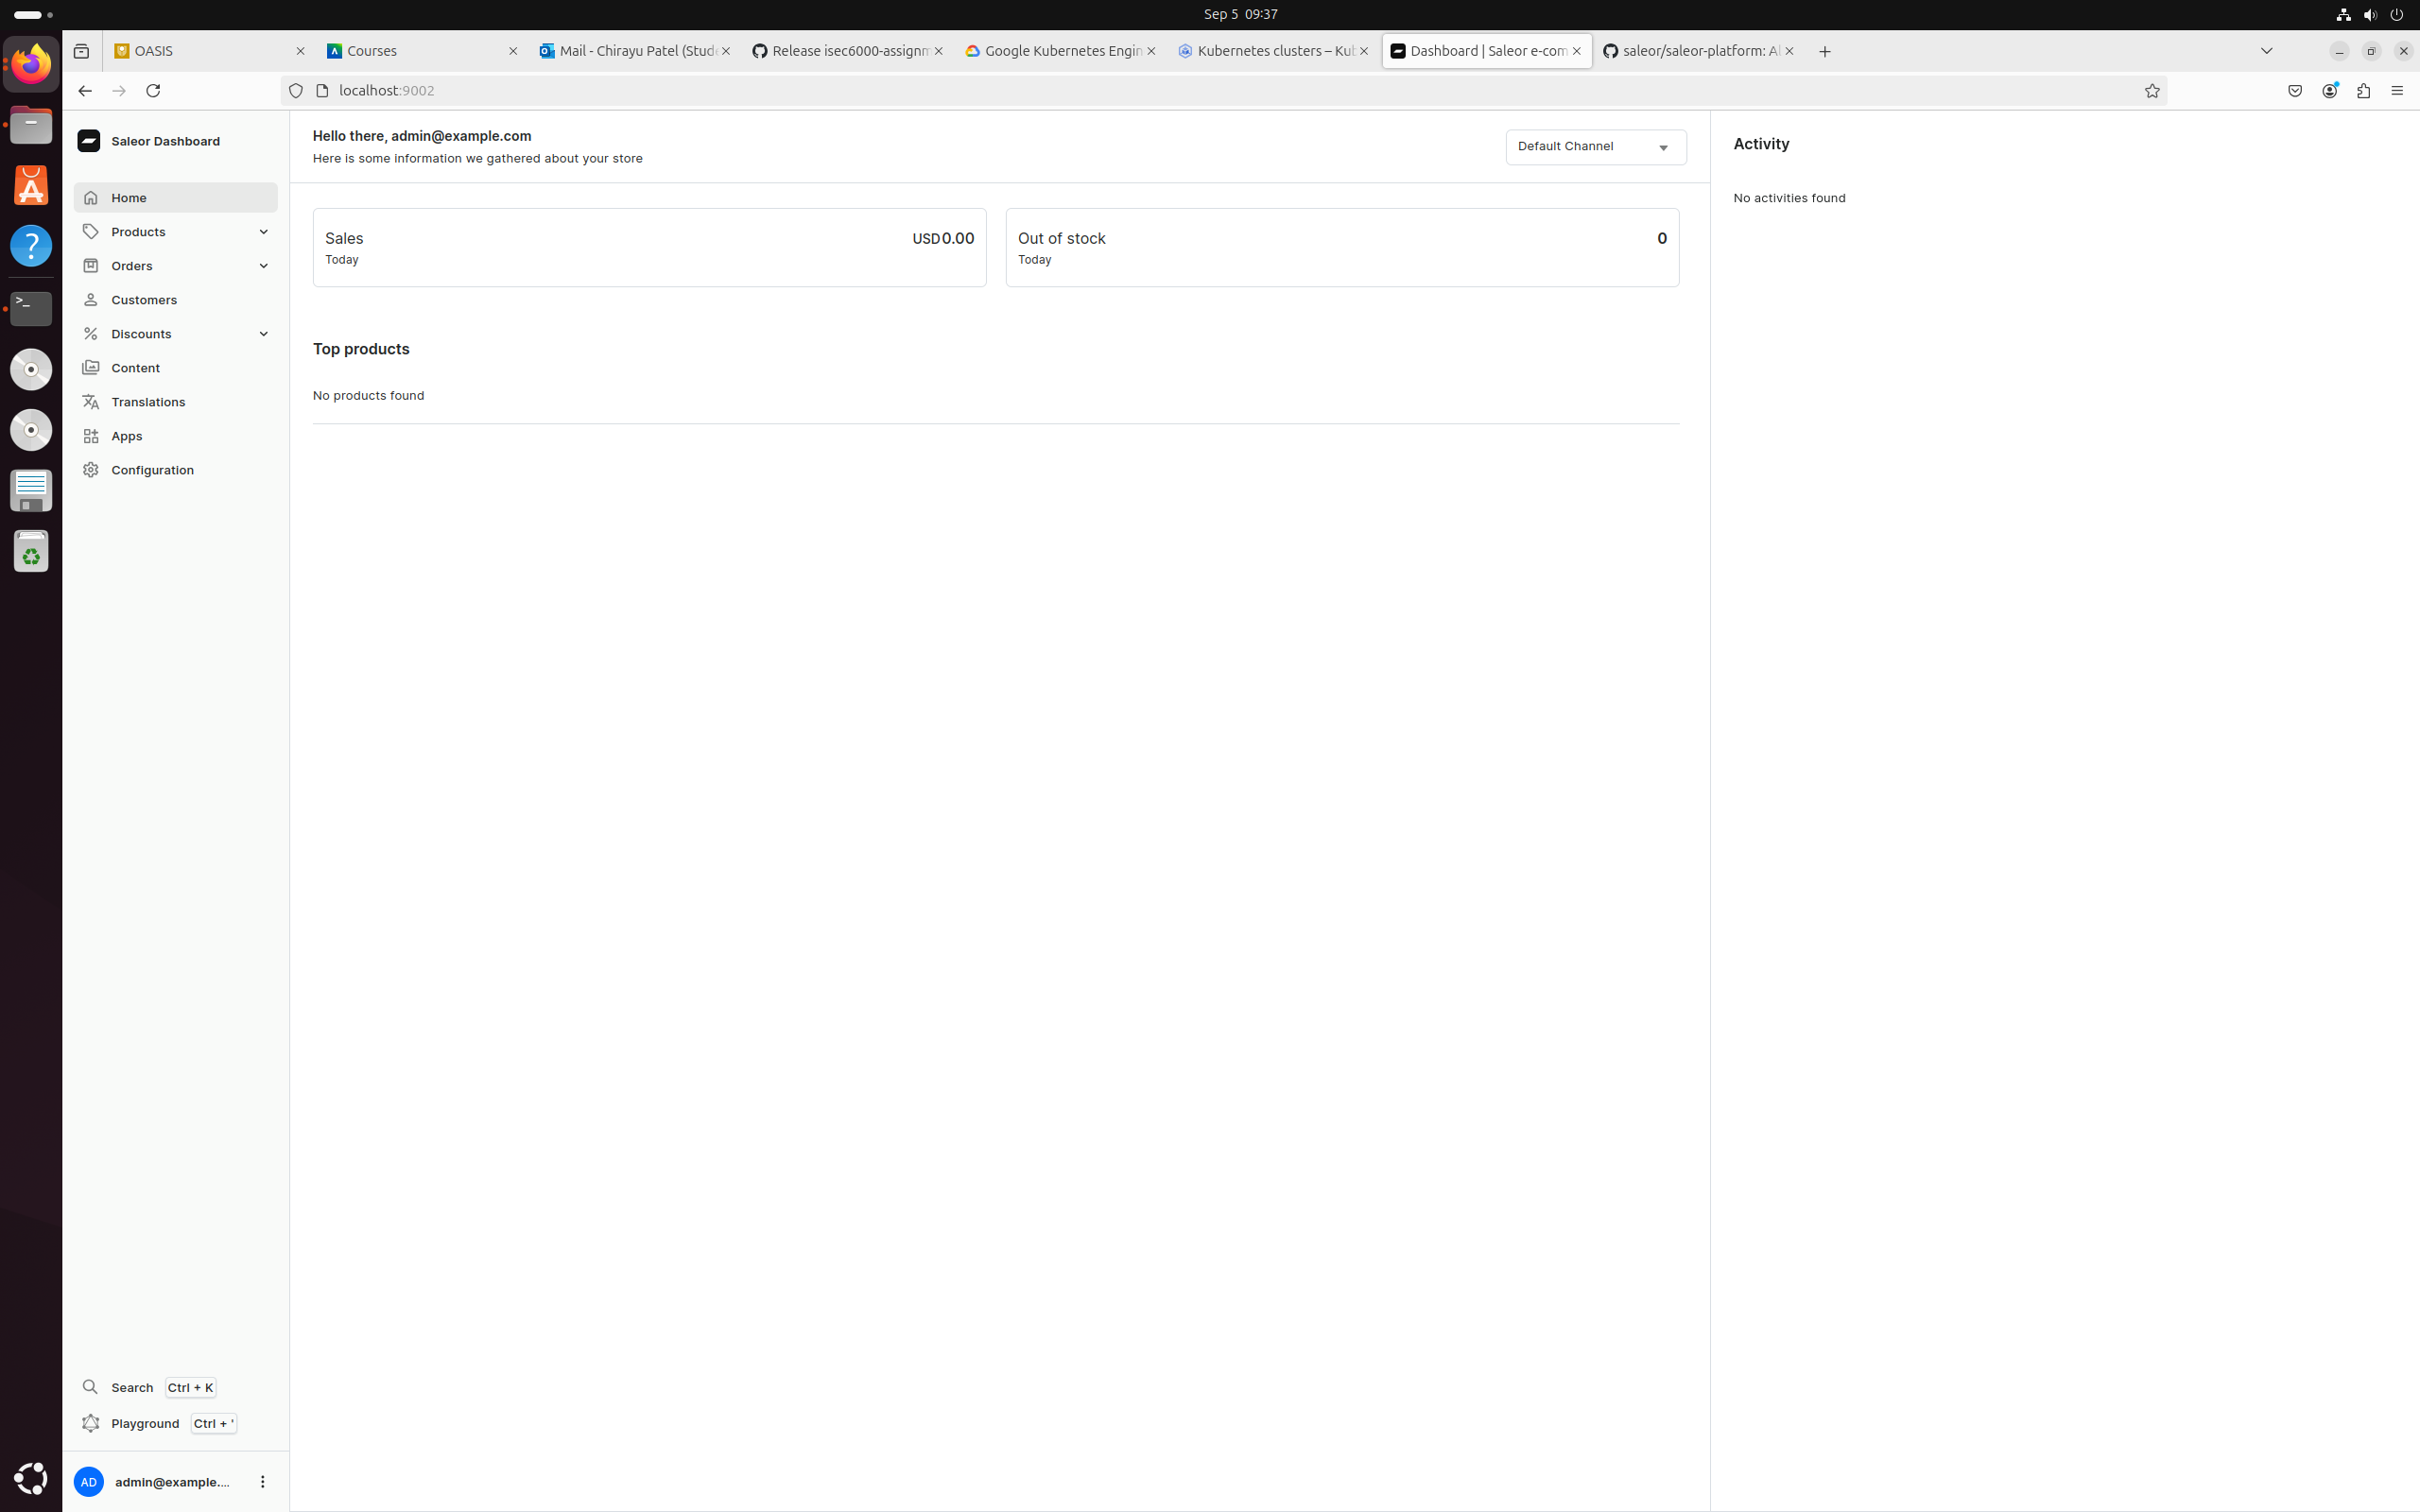 Sep 5 09:37
OASIS
Courses
Mail - Chirayu Patel (Stud
Release isec6000-assignm
Google Kubernetes Engin
Kubernetes clusters – Kub
Dashboard | Saleor e-com
saleor/saleor-platform: Al
localhost:9002
Saleor Dashboard
Home
Products
Orders
Customers
Discounts
Content
Translations
Apps
Configuration
Hello there, admin@example.com
Here is some information we gathered about your store
Default Channel
Sales
USD0.00
Today
Out of stock
0
Today
Top products
No products found
Activity
No activities found
Search Ctrl + K
Playground Ctrl + '
AD
admin@example....